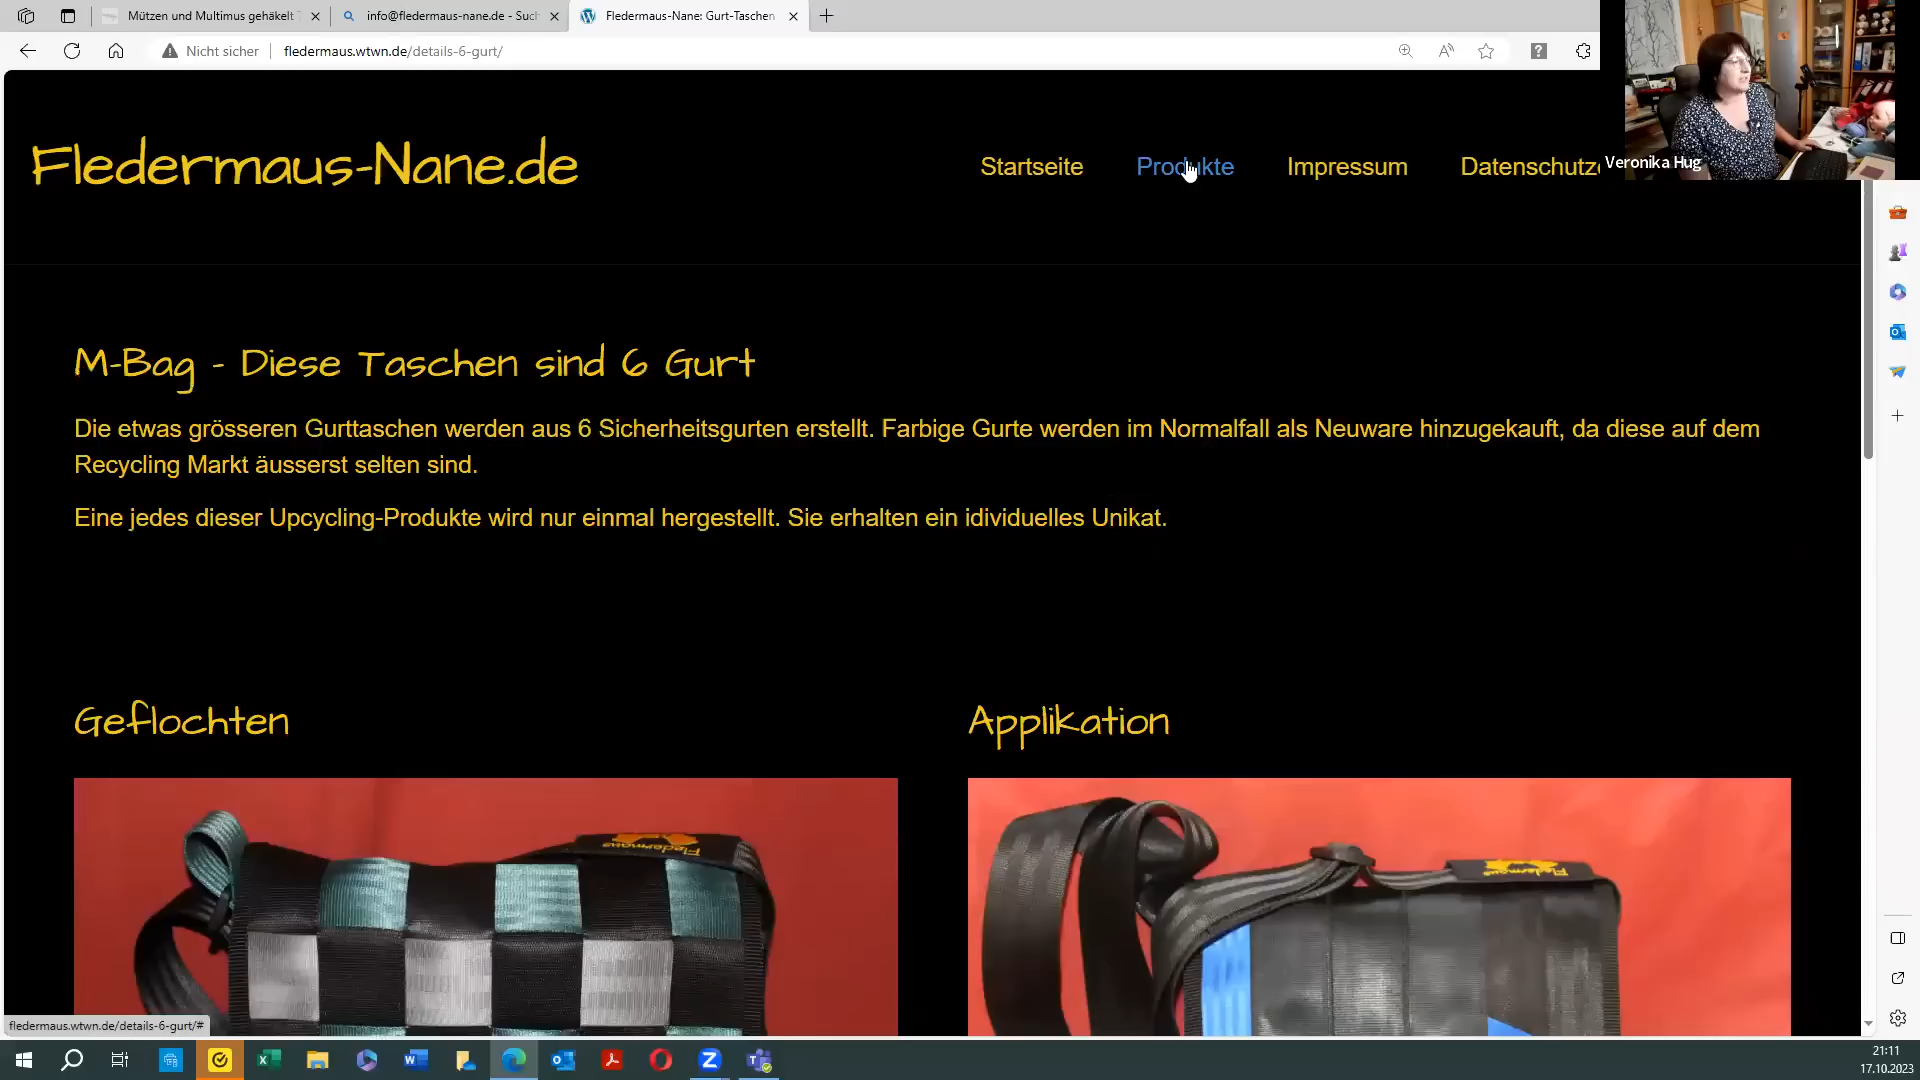 Mützen und Multimus gehäkelt
info@fledermaus-nane.de - Such
Fledermaus-Nane: Gurt-Taschen
Nicht sicher
fledermaus.wtwn.de/details-6-gurt/
Veronika Hug
Fledermaus-Nane.de
Startseite
Produkte
Impressum
Datenschutz
M-Bag - Diese Taschen sind 6 Gurt
Die etwas grösseren Gurttaschen werden aus 6 Sicherheitsgurten erstellt. Farbige Gurte werden im Normalfall als Neuware hinzugekauft, da diese auf dem
Recycling Markt äusserst selten sind.
Eine jedes dieser Upcycling-Produkte wird nur einmal hergestellt. Sie erhalten ein idividuelles Unikat.
Geflochten
Applikation
Fledermaus
Fledermaus
fledermaus.wtwn.de/details-6-gurt/#
21:11
17.10.2023